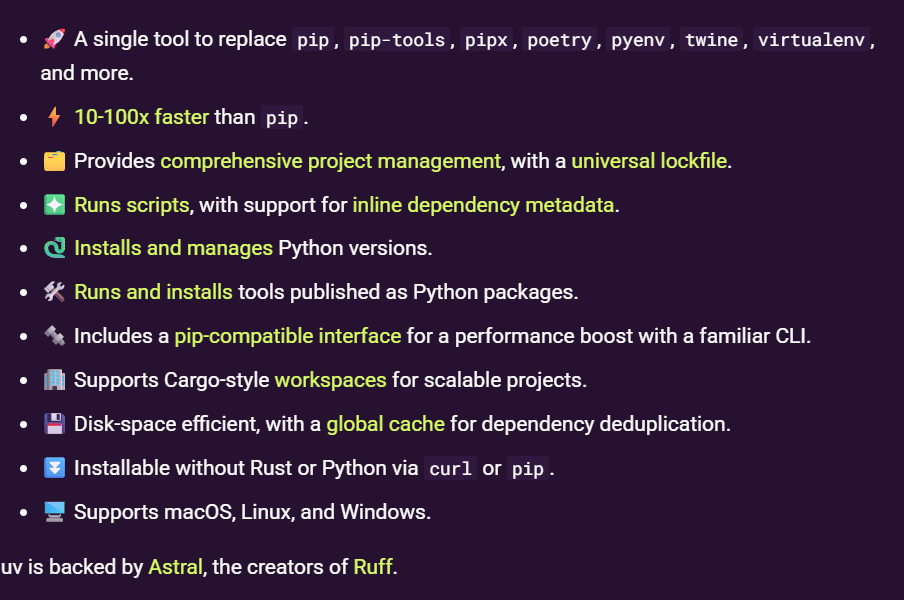 🚀 A single tool to replace pip, pip-tools, pipx, poetry, pyenv, twine, virtualenv,
and more.
⚡ 10-100x faster than pip.
🗂️ Provides comprehensive project management, with a universal lockfile.
❇️ Runs scripts, with support for inline dependency metadata.
🐍 Installs and manages Python versions.
🛠️ Runs and installs tools published as Python packages.
🔩 Includes a pip-compatible interface for a performance boost with a familiar CLI.
🏢 Supports Cargo-style workspaces for scalable projects.
💾 Disk-space efficient, with a global cache for dependency deduplication.
⏬ Installable without Rust or Python via curl or pip.
🖥️ Supports macOS, Linux, and Windows.
uv is backed by Astral, the creators of Ruff.